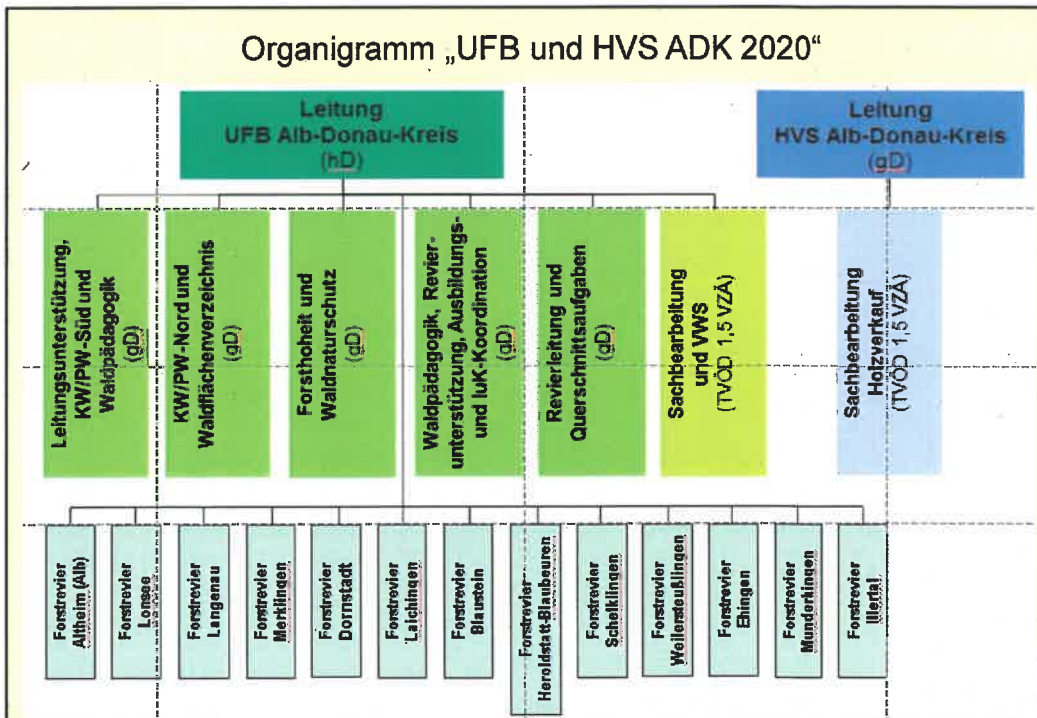 Organigramm „UFB und HVS ADK 2020“
Leitung
UFB Alb-Donau-Kreis
(hD)
Leitung
HVS Alb-Donau-Kreis
(gD)
Leitungsunterstützung,
KW/PW-Süd und
Waldpädagogik
(gD)
KW/PW-Nord und
Waldflächenverzeichnis
(gD)
Forsthoheit und
Waldnaturschutz
(gD)
Waldpädagogik, Revier-
unterstützung, Ausbildungs-
und IuK-Koordination
(gD)
Revierleitung und
Querschnittsaufgaben
(gD)
Sachbearbeitung
und VWS
(TVÖD 1,5 VZÄ)
Sachbearbeitung
Holzverkauf
(TVÖD 1,5 VZÄ)
Forstrevier
Altheim (Alb)
Forstrevier
Lonsee
Forstrevier
Langenau
Forstrevier
Merklingen
Forstrevier
Dornstadt
Forstrevier
Laichingen
Forstrevier
Blaustein
Forstrevier
Heroldstatt-Blaubeuren
Forstrevier
Schelklingen
Forstrevier
Weilersteußlingen
Forstrevier
Ehingen
Forstrevier
Munderkingen
Forstrevier
Illertal